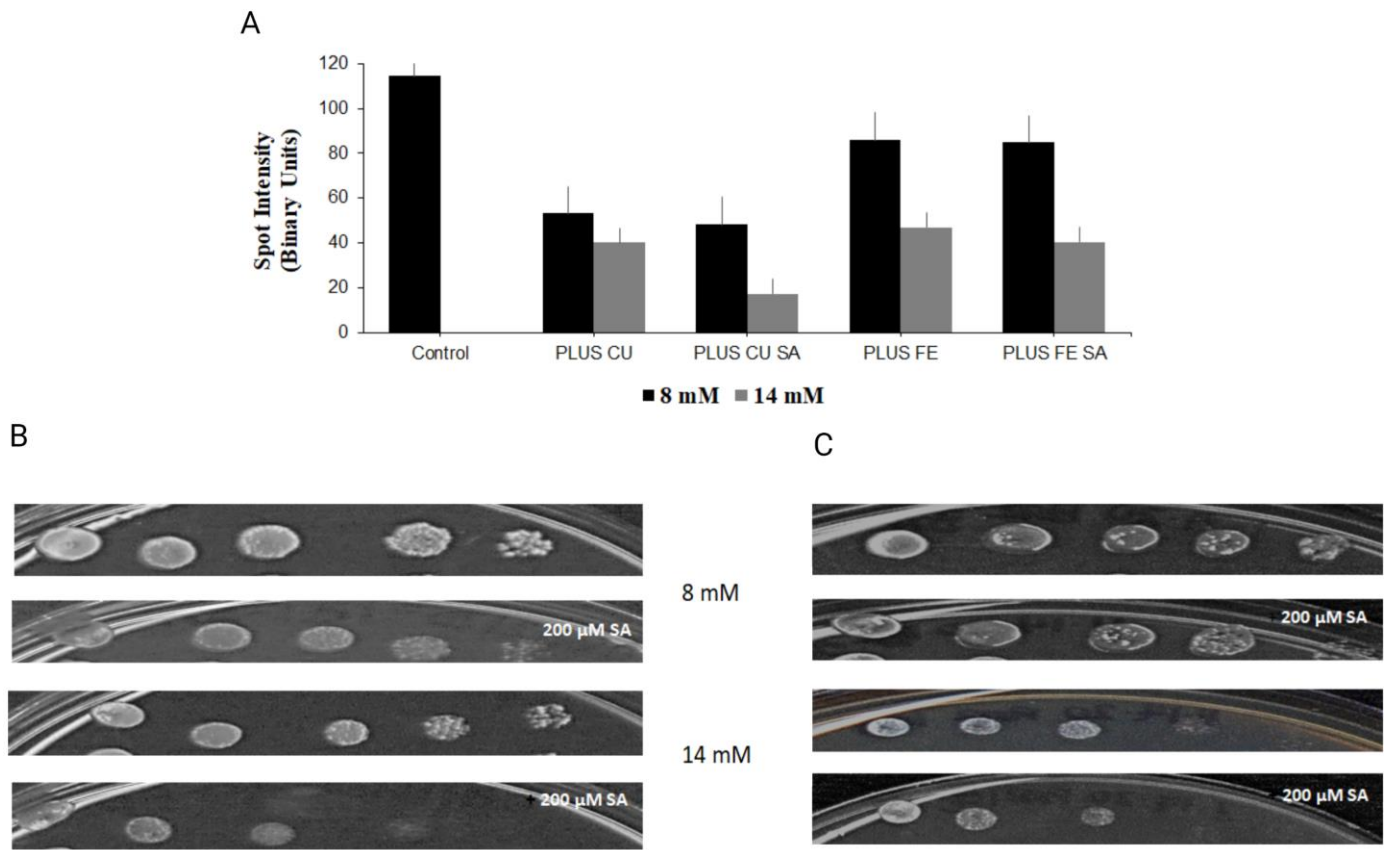 A
120
100
80
60
40
20
0
Spot Intensity
(Binary Units)
Control
PLUS CU
PLUS CU SA
PLUS FE
PLUS FE SA
8 mM
14 mM
B
C
8 mM
200 µM SA
200 µM SA
14 mM
+ 200 µM SA
200 µM SA